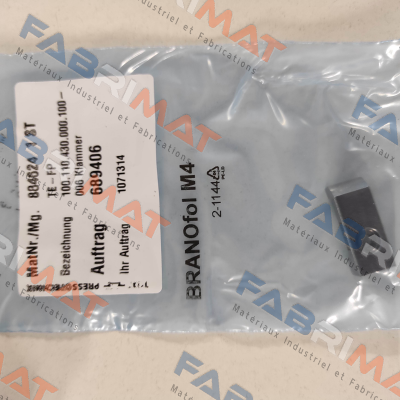 MatNr./Mg.
Bezeichnung IE-FP
100.110.430.000.100-
006 Klammer
Auftrag 689406
Ihr Auftrag 1071314
BRANOfol M4
2-1144
FABRIMAT
Materiaux Industriel et Fabrications